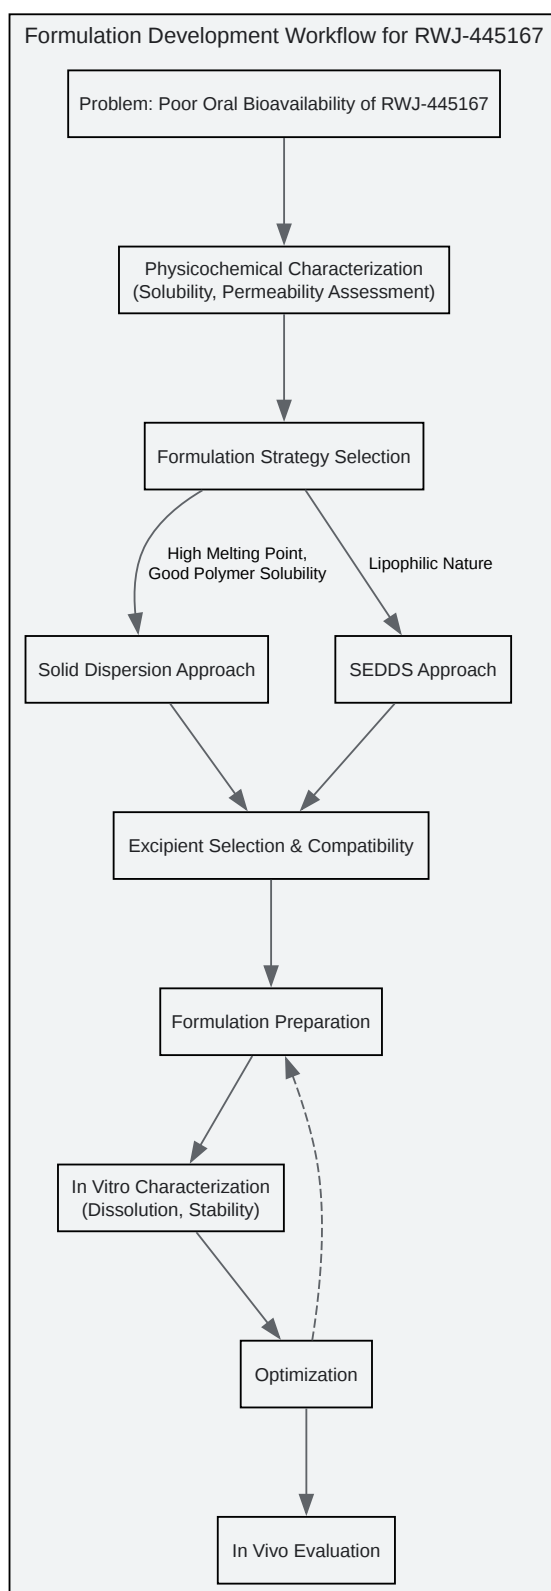 Formulation Development Workflow for RWJ-445167
Problem: Poor Oral Bioavailability of RWJ-445167
Physicochemical Characterization
(Solubility, Permeability Assessment)
Formulation Strategy Selection
High Melting Point,
Good Polymer Solubility
Lipophilic Nature
Solid Dispersion Approach
SEDDS Approach
Excipient Selection & Compatibility
Formulation Preparation
In Vitro Characterization
(Dissolution, Stability)
Optimization
In Vivo Evaluation